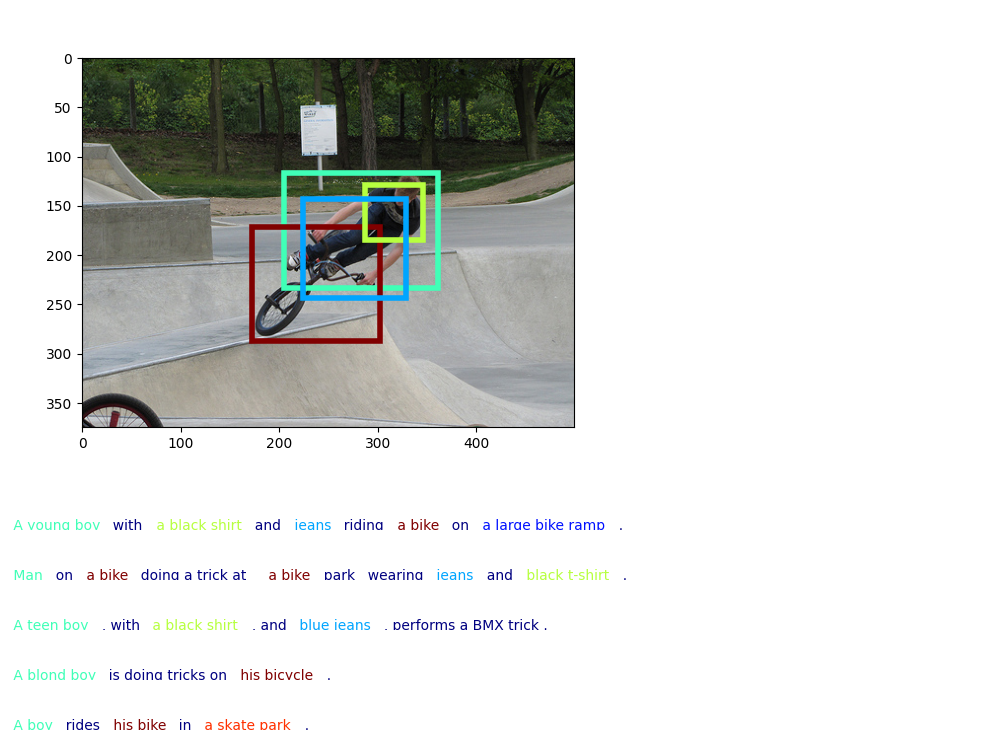 0
50
100
150
200
250
300
350
0 100 200 300 400
A young boy with a black shirt and jeans riding a bike on a large bike ramp .
Man on a bike doing a trick at a bike park wearing jeans and black t-shirt .
A teen boy , with a black shirt , and blue jeans , performs a BMX trick .
A blond boy is doing tricks on his bicycle .
A boy rides his bike in a skate park .